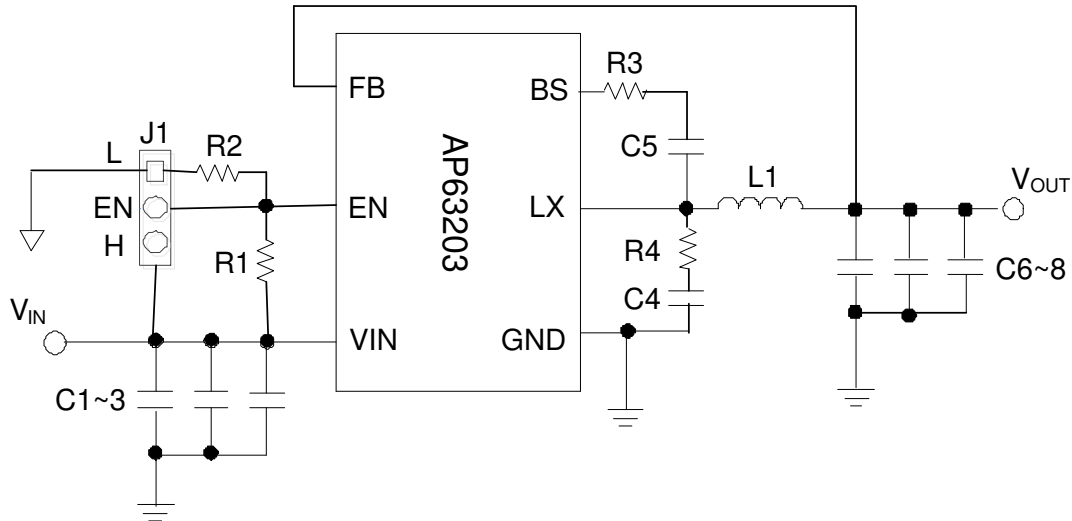 FB
BS
R3
J1
L
R2
C5
L1
VOUT
EN
EN
LX
H
AP63203
R1
R4
C6~8
C4
VIN
VIN
GND
C1~3